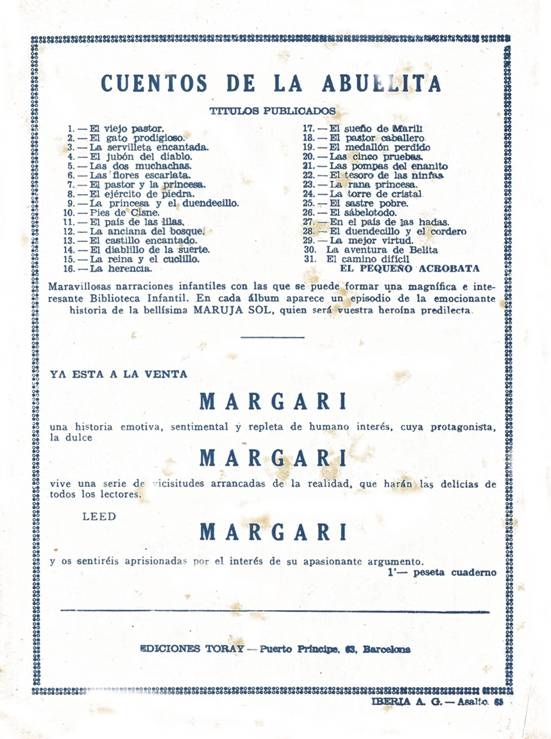 CUENTOS DE LA ABUELITA
TITULOS PUBLICADOS
1. — El viejo pastor.
2. — El gato prodigioso.
3. — La servilleta encantada.
4. — El jubón del diablo.
5. — Las dos muchachas.
6. — Las flores escarlata.
7. — El pastor y la princesa.
8. — El ejército de piedra.
9. — La princesa y el duendecillo.
10. — Pies de Cisne.
11. — El país de las lilas.
12. — La anciana del bosque.
13. — El castillo encantado.
14. — El diablillo de la suerte.
15. — La reina y el cuclillo.
16. — La herencia.
17. — El sueño de Marili
18. — El pastor caballero.
19. — El medallón perdido
20. — Las cinco pruebas.
21. — Las pompas del enanito
22. — El tesoro de las ninfas
23. — La rana princesa.
24. — La torre de cristal
25. — El sastre pobre.
26. — El sábelotodo.
27. — En el país de las hadas.
28. — El duendecillo y el cordero
29. — La mejor virtud.
30. La aventura de Belita
31. El camino difícil
EL PEQUEÑO ACROBATA
Maravillosas narraciones infantiles con las que se puede formar una magnífica e inte-
resante Biblioteca Infantil. En cada álbum aparece un episodio de la emocionante
historia de la bellísima MARUJA SOL, quien será vuestra heroína predilecta.
YA ESTA A LA VENTA
MARGARI
una historia emotiva, sentimental y repleta de humano interés, cuya protagonista,
la dulce
MARGARI
vive una serie de vicisitudes arrancadas de la realidad, que harán las delicias de
todos los lectores.
LEED
MARGARI
y os sentiréis aprisionadas por el interés de su apasionante argumento.
1'— peseta cuaderno
EDICIONES TORAY — Puerto Príncipe, 63, Barcelona
IBERIA A. G. — Asalto. 63